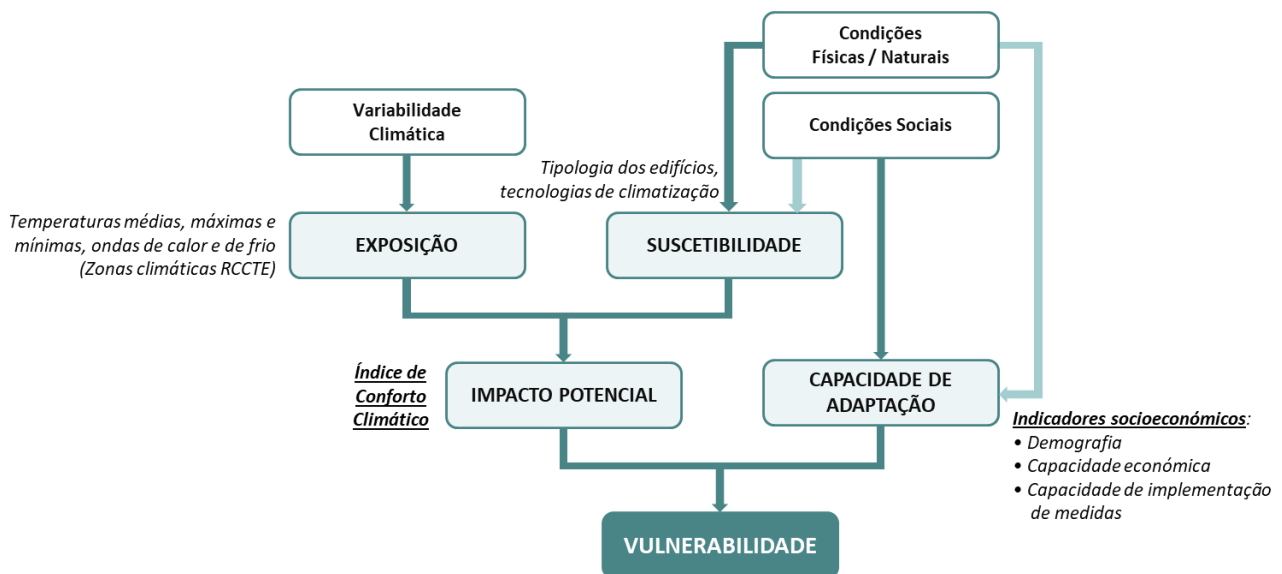 Condições
Físicas / Naturais
Variabilidade
Climática
Condições Sociais
Tipologia dos edifícios,
tecnologias de climatização
Temperaturas médias, máximas e
mínimas, ondas de calor e de frio
(Zonas climáticas RCCTE)
EXPOSIÇÃO
SUSCETIBILIDADE
Índice de
Conforto
Climático
IMPACTO POTENCIAL
CAPACIDADE DE
ADAPTAÇÃO
Indicadores socioeconómicos:
• Demografia
• Capacidade económica
• Capacidade de implementação
de medidas
VULNERABILIDADE